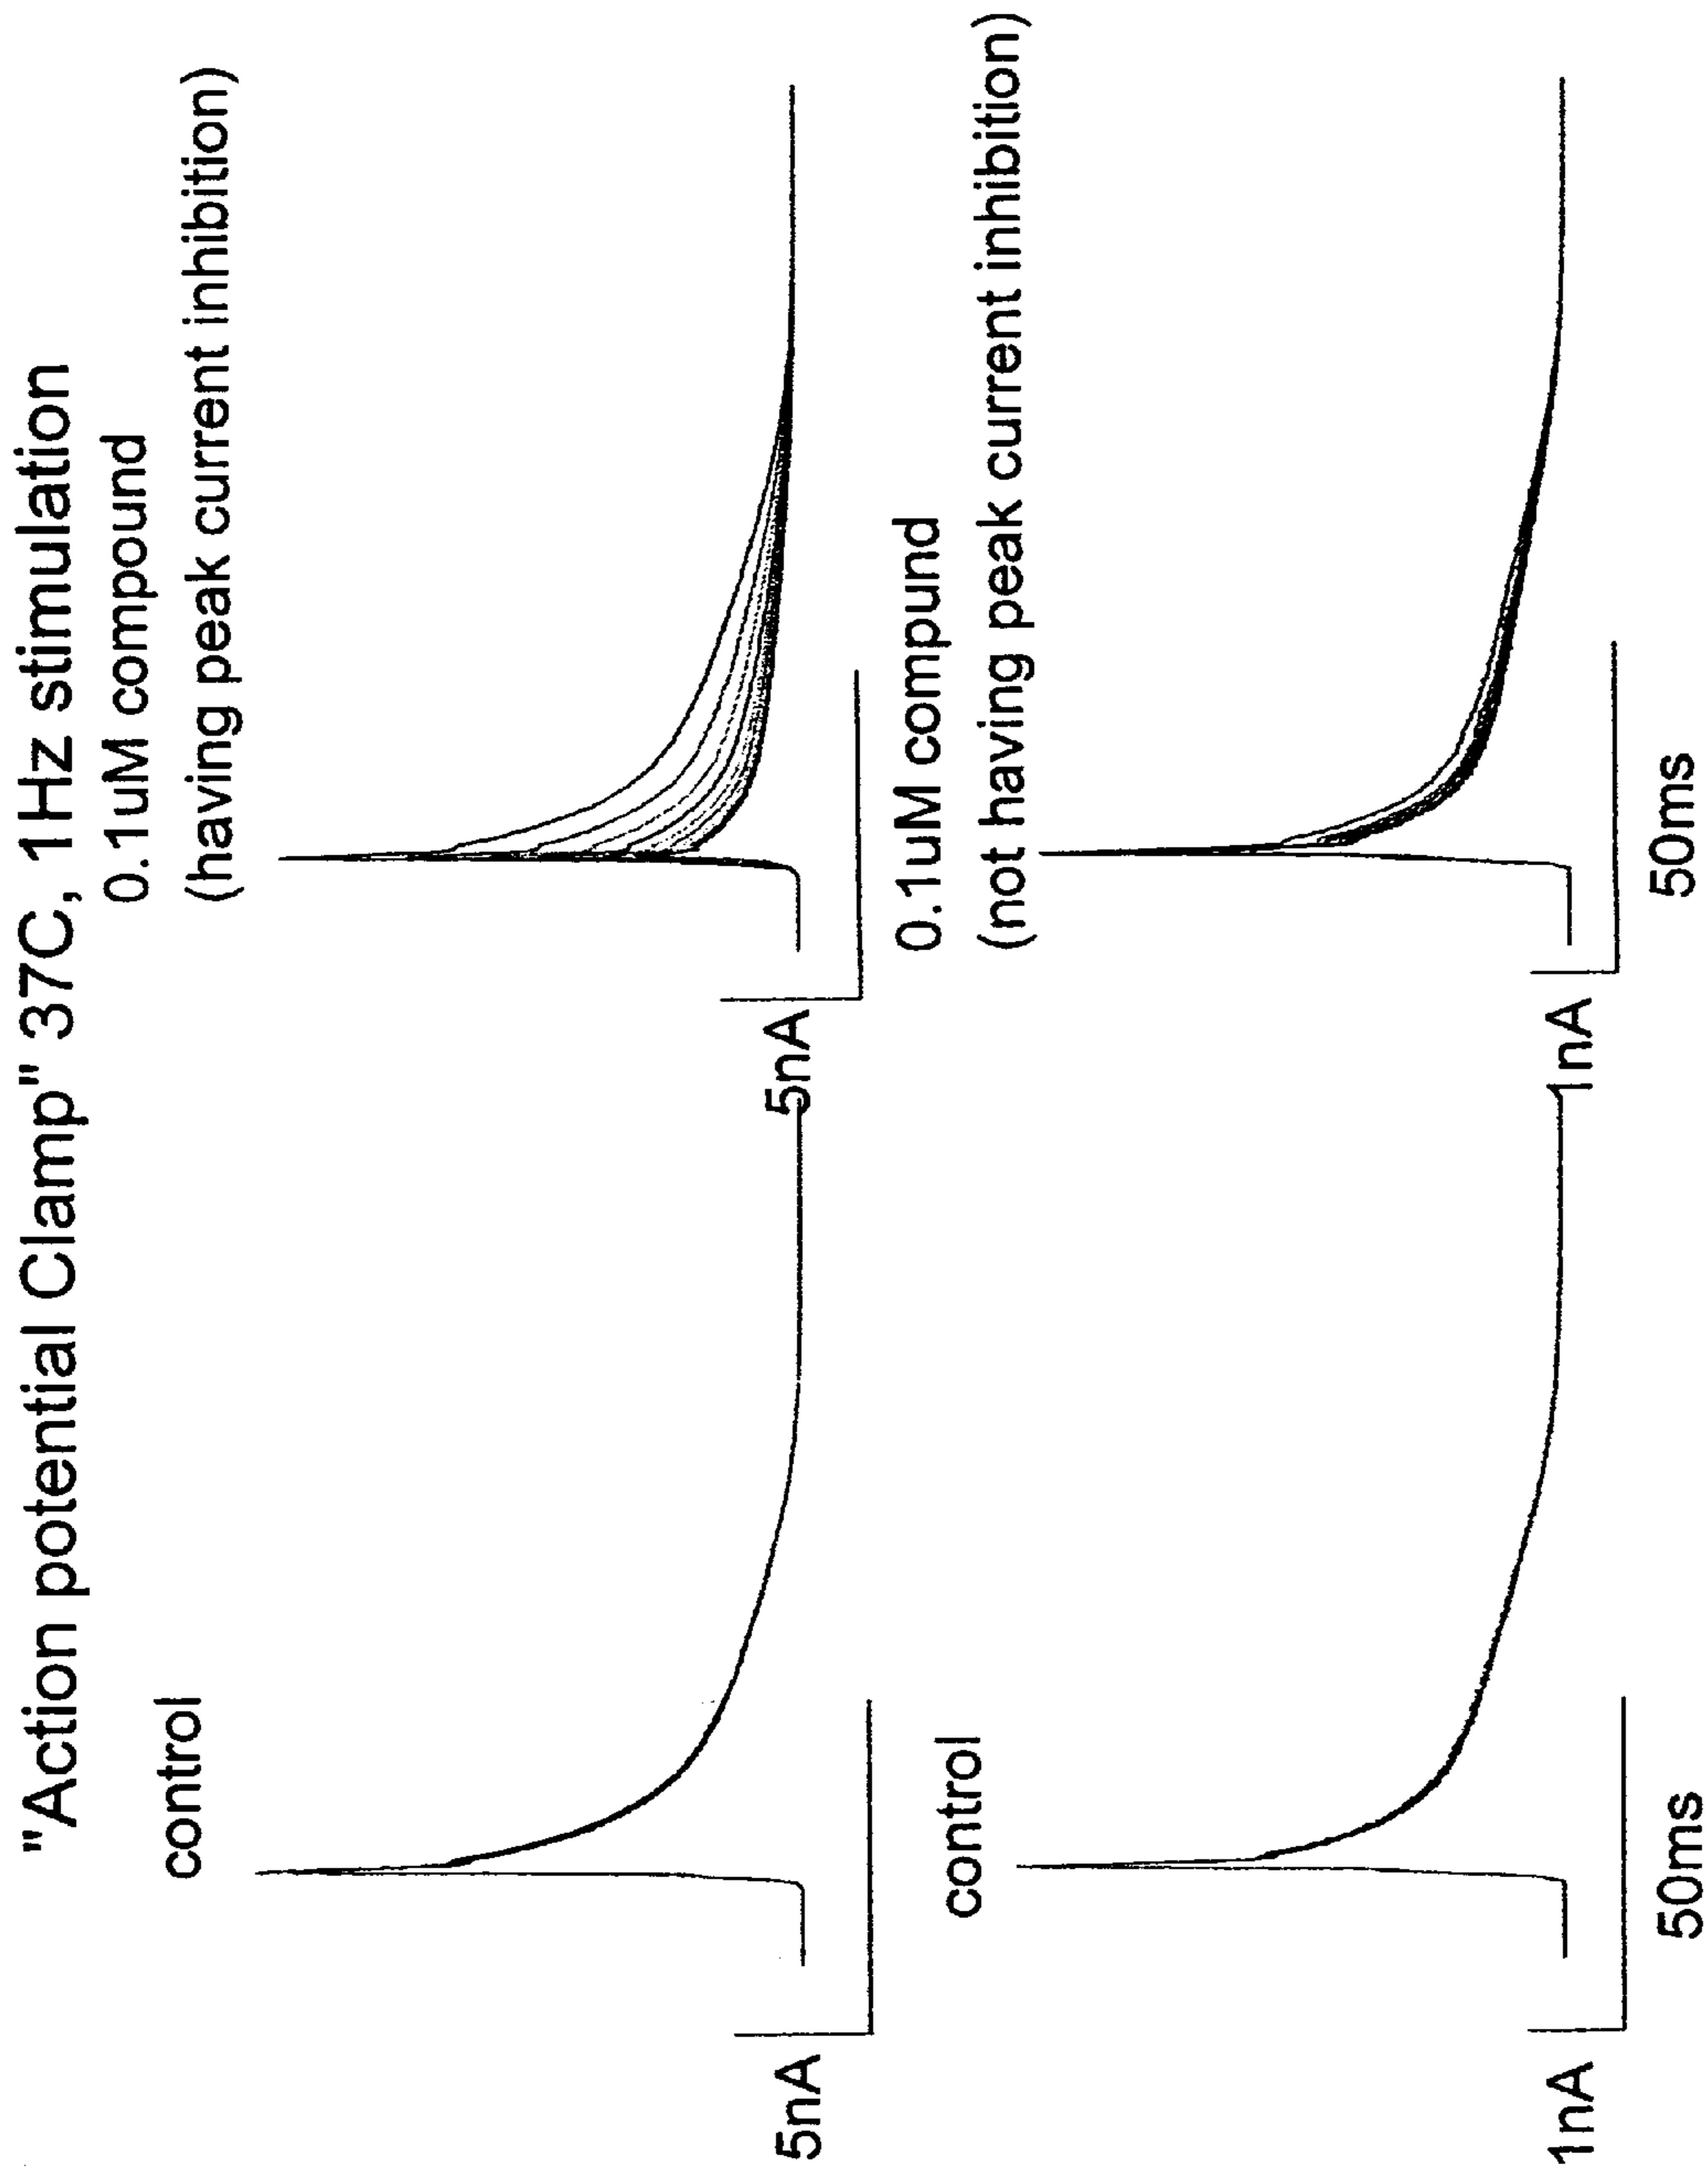 "Action potential Clamp" 37C, 1Hz stimulation
control
0.1uM compound
(having peak current inhibition)
5nA
5nA
control
0.1uM compund
(not having peak current inhibition)
1nA
50ms
1nA
50ms